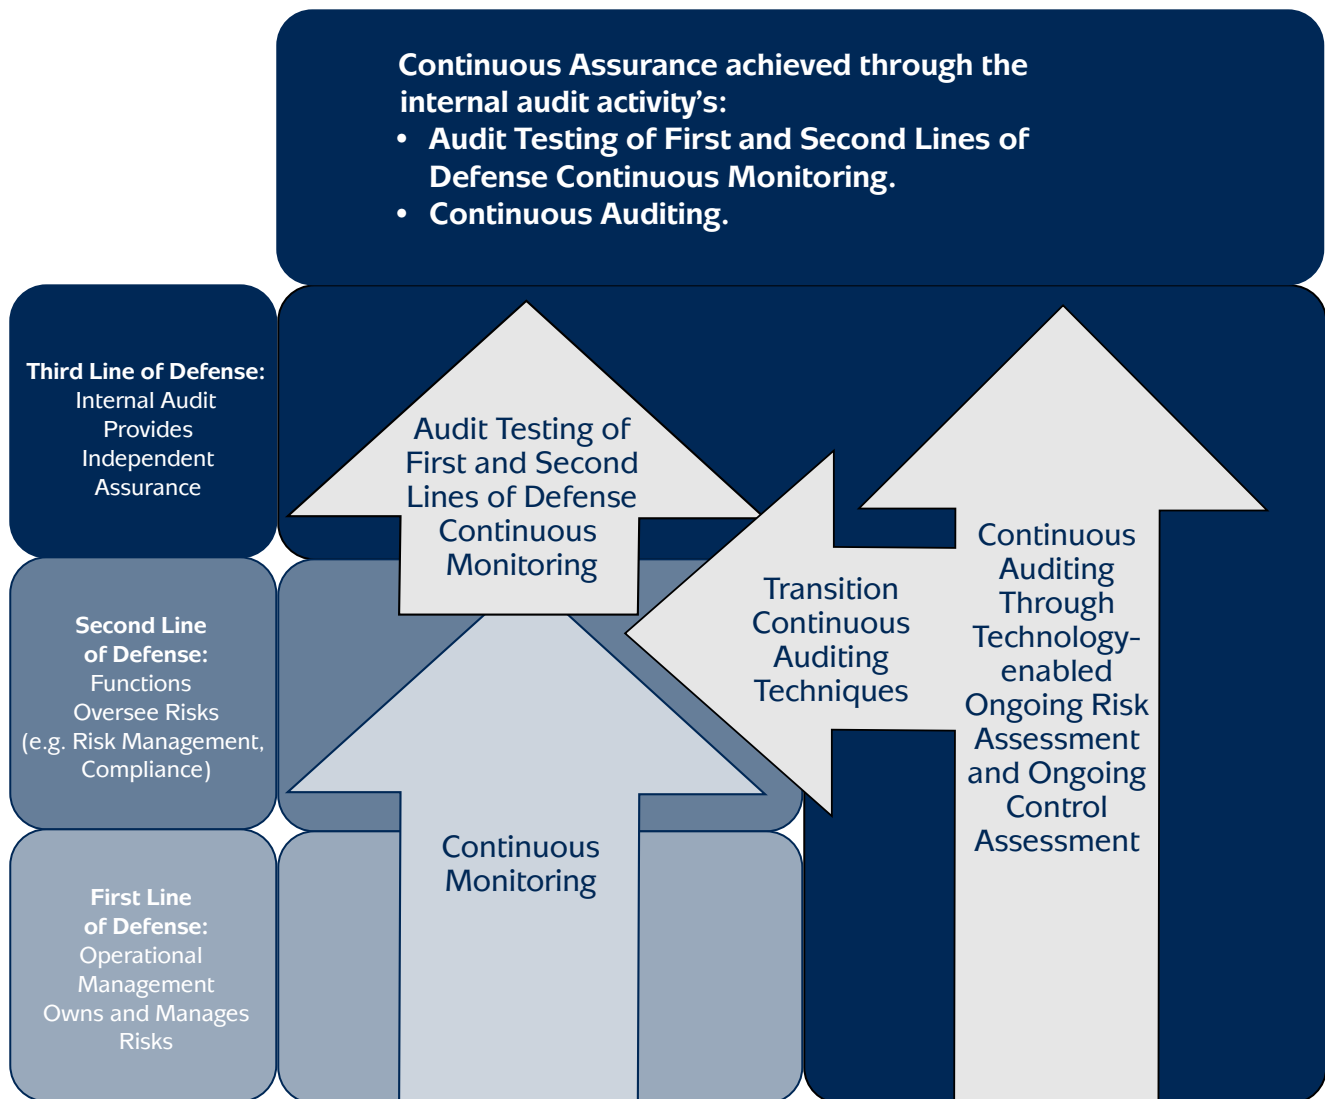 Continuous Assurance achieved through the
internal audit activity’s:
• Audit Testing of First and Second Lines of
Defense Continuous Monitoring.
• Continuous Auditing.
Third Line of Defense:
Internal Audit
Provides
Independent
Assurance
Audit Testing of
First and Second
Lines of Defense
Continuous
Monitoring
Transition
Continuous
Auditing
Techniques
Continuous
Auditing
Through
Technology-
enabled
Ongoing Risk
Assessment
and Ongoing
Control
Assessment
Second Line
of Defense:
Functions
Oversee Risks
(e.g. Risk Management,
Compliance)
Continuous
Monitoring
First Line
of Defense:
Operational
Management
Owns and Manages
Risks